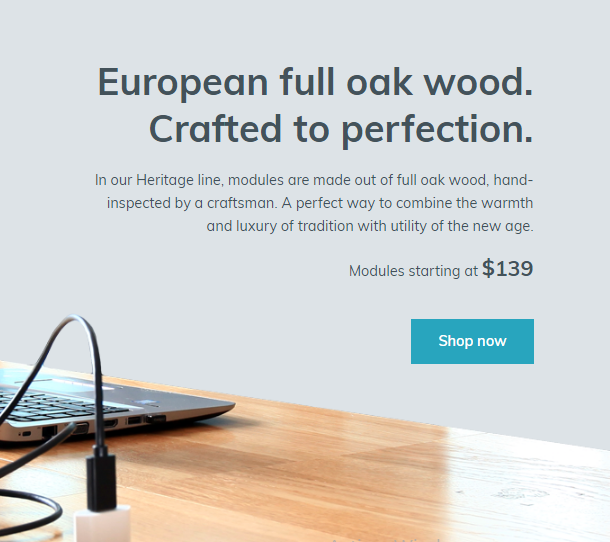 European full oak wood.
Crafted to perfection.
In our Heritage line, modules are made out of full oak wood, hand-
inspected by a craftsman. A perfect way to combine the warmth
and luxury of tradition with utility of the new age.
Modules starting at $139
Shop now